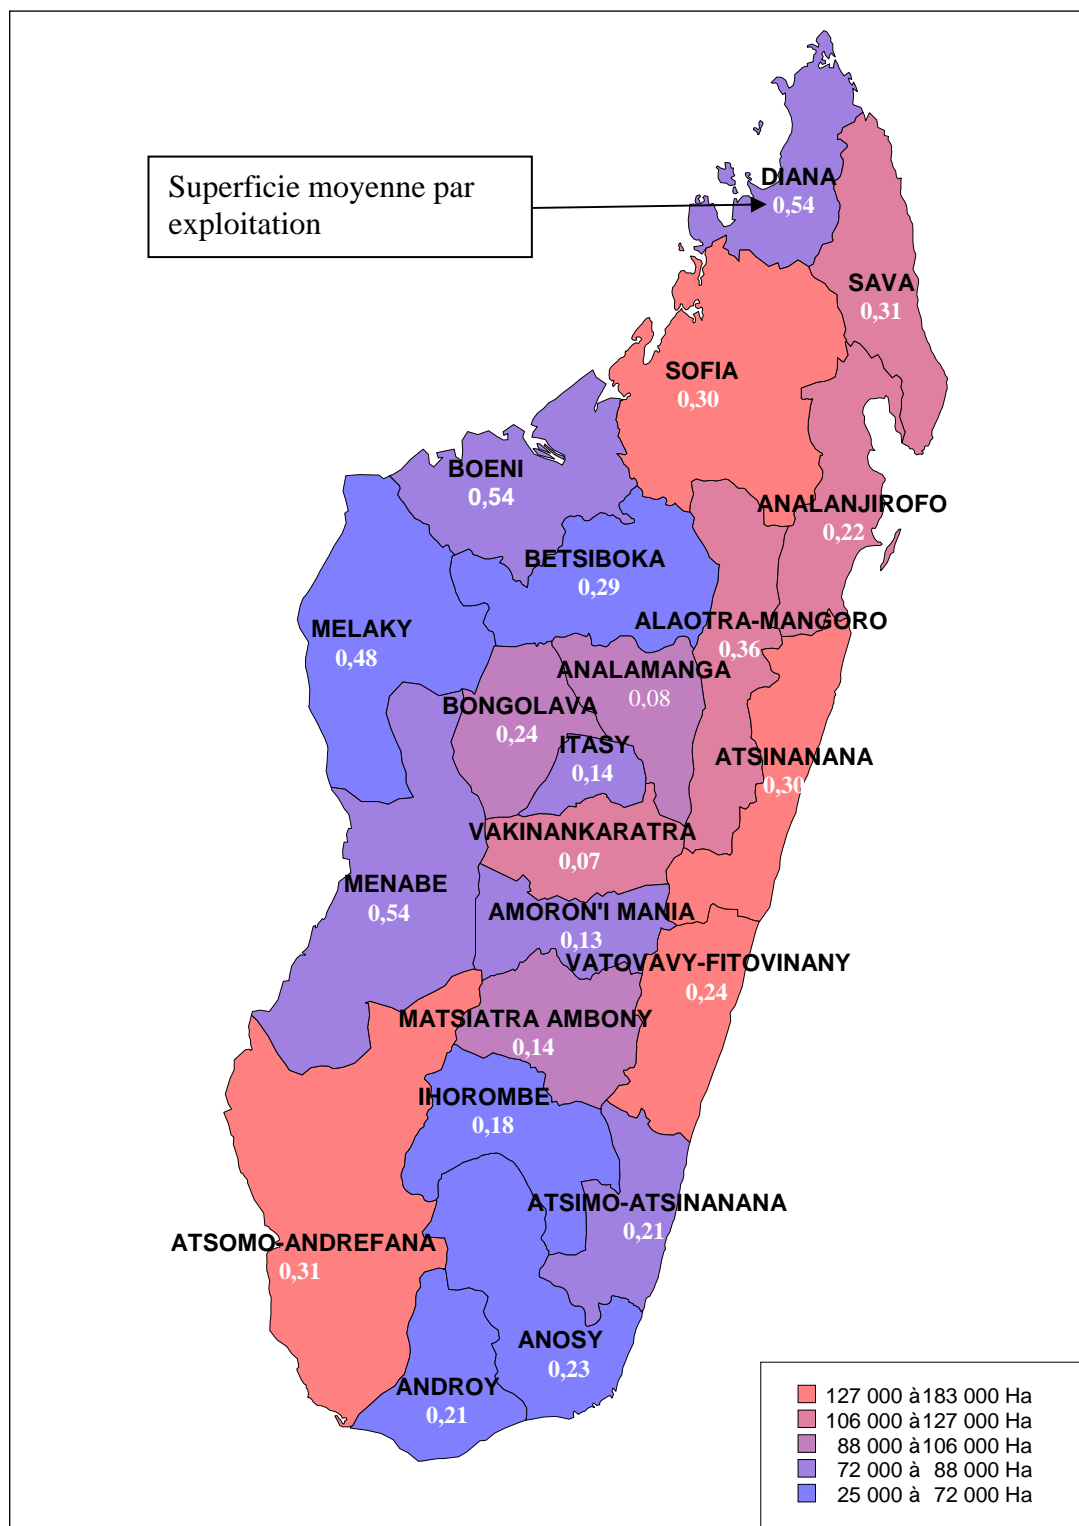 Superficie moyenne par
exploitation
DIANA
0,54
SAVA
0,31
SOFIA
0,30
BOENI
0,54
ANALANJIROFO
0,22
BETSIBOKA
0,29
MELAKY
0,48
ALAOTRA-MANGORO
0,36
ANALAMANGA
0,08
BONGOLAVA
0,24
ITASY
0,14
ATSINANANA
0,30
VAKINANKARATRA
0,07
MENABE
0,54
AMORON'I MANIA
0,13
VATOVAVY-FITOVINANY
0,24
MATSIATRA AMBONY
0,14
IHOROMBE
0,18
ATSIMO-ATSINANANA
0,21
ATSOMO-ANDREFANA
0,31
ANOSY
0,23
ANDROY
0,21
127 000 à 183 000 Ha
106 000 à 127 000 Ha
88 000 à 106 000 Ha
72 000 à 88 000 Ha
25 000 à 72 000 Ha